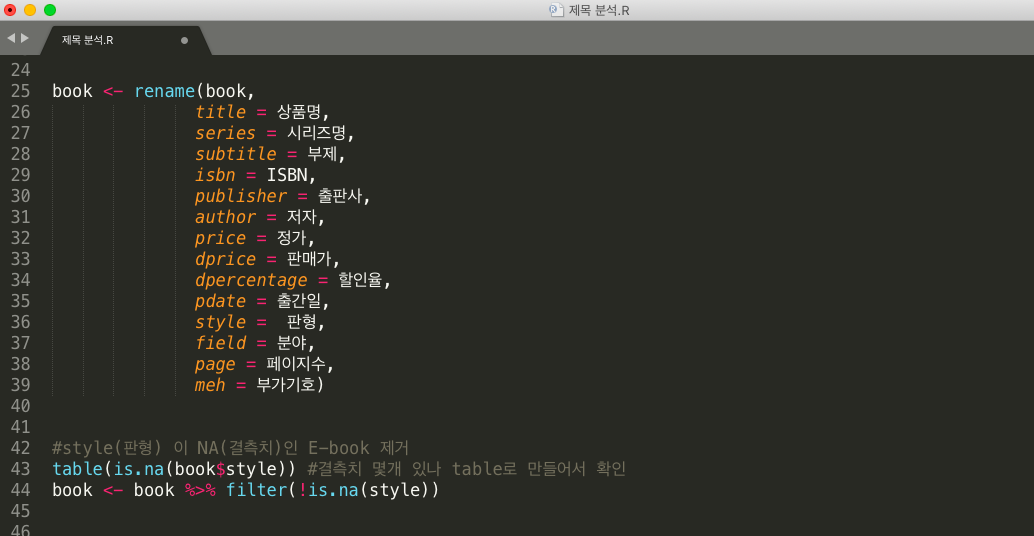 제목 분석.R
제목 분석.R
24
25 book <- rename(book,
26 title = 상품명,
27 series = 시리즈명,
28 subtitle = 부제,
29 isbn = ISBN,
30 publisher = 출판사,
31 author = 저자,
32 price = 정가,
33 dprice = 판매가,
34 dpercentage = 할인율,
35 pdate = 출간일,
36 style =  판형,
37 field = 분야,
38 page = 페이지수,
39 meh = 부가기호)
40
41
42 #style(판형) 이 NA(결측치)인 E-book 제거
43 table(is.na(book$style)) #결측치 몇개 있나 table로 만들어서 확인
44 book <- book %>% filter(!is.na(style))
45
46